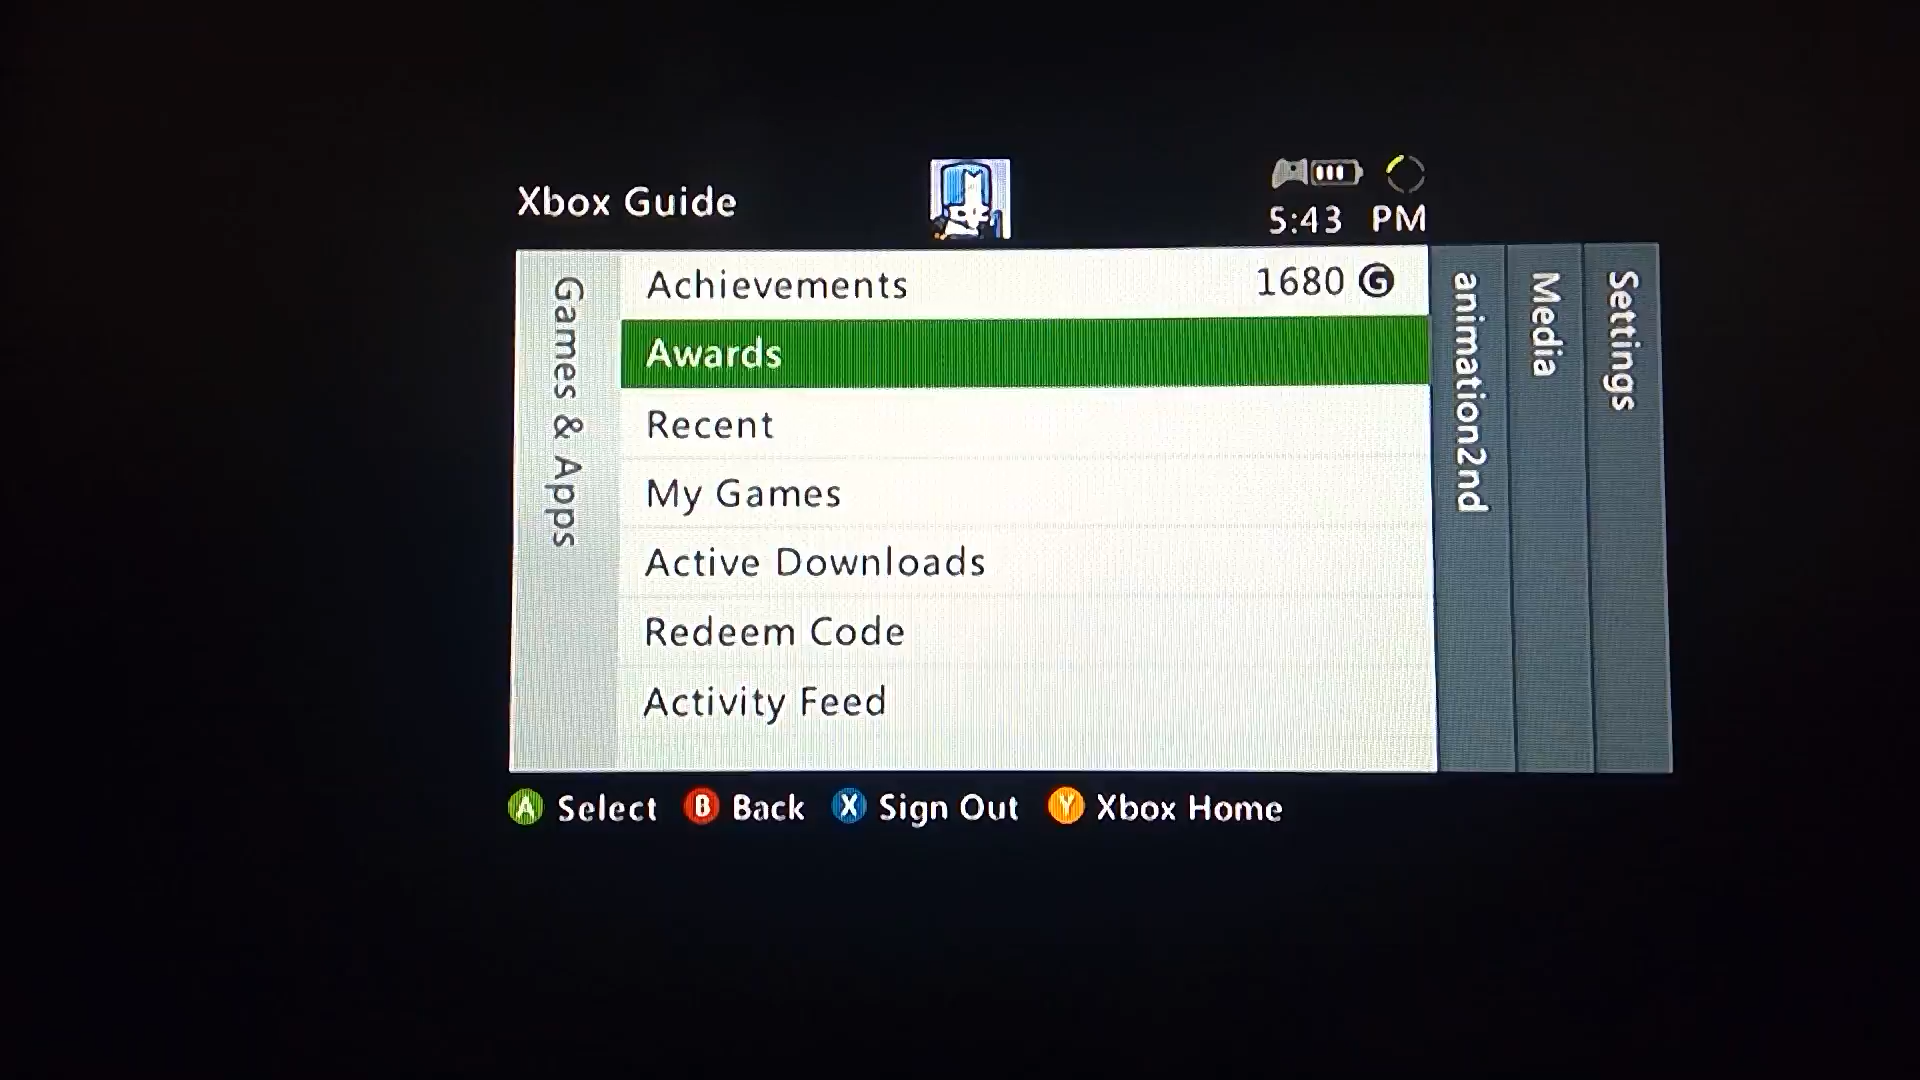 Xbox Guide
5:43 PM
Games & Apps
Achievements 1680 G
Awards
Recent
My Games
Active Downloads
Redeem Code
Activity Feed
animation2nd
Media
Settings
A Select B Back X Sign Out Y Xbox Home